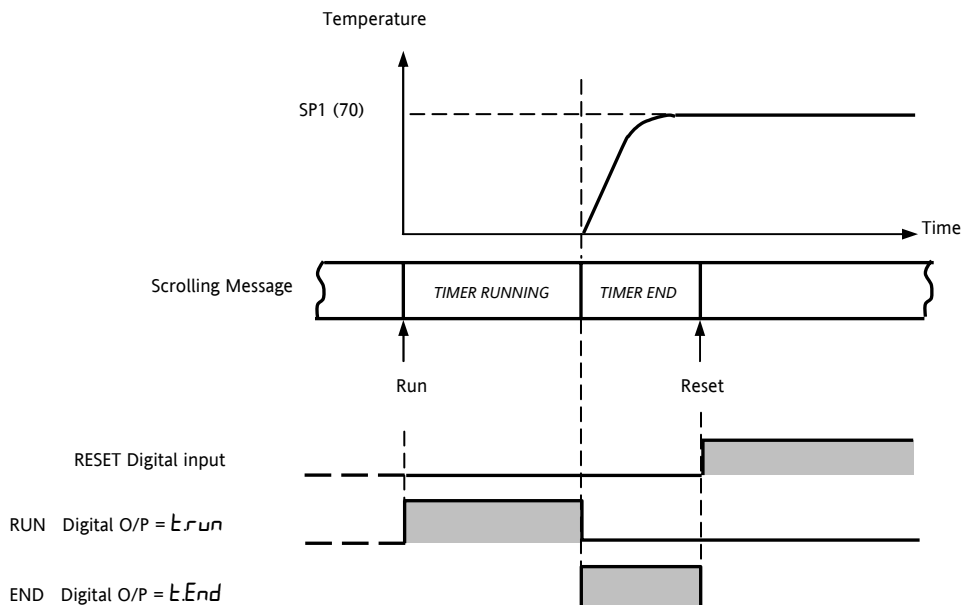 Temperature
SP1 (70)
Time
Scrolling Message
TIMER RUNNING
TIMER END
Run
Reset
RESET Digital input
RUN Digital O/P = t.run
END Digital O/P = t.End